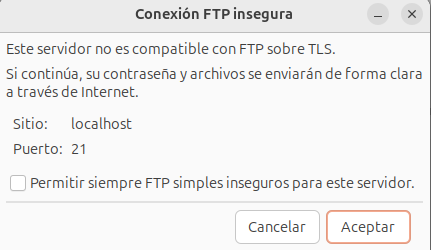 Conexión FTP insegura
Este servidor no es compatible con FTP sobre TLS.
Si continúa, su contraseña y archivos se enviarán de forma clara
a través de Internet.
Sitio: localhost
Puerto: 21
Permitir siempre FTP simples inseguros para este servidor.
Cancelar Aceptar